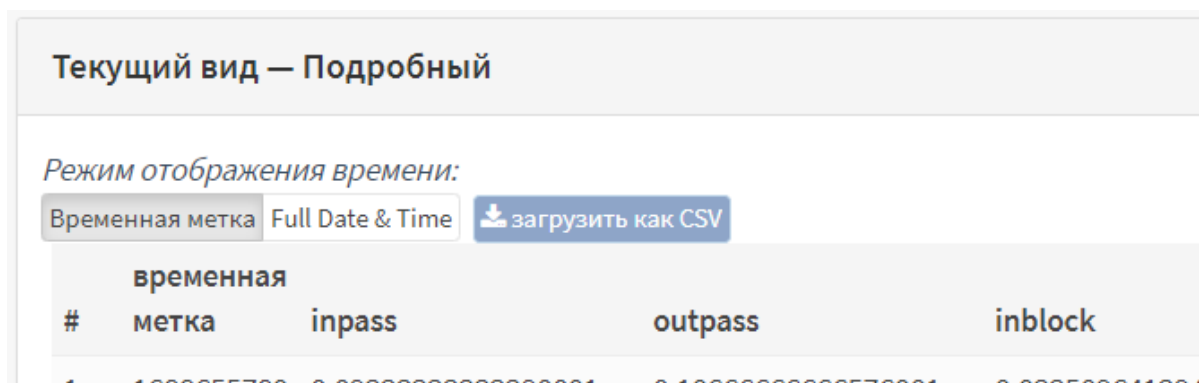 Текущий вид — Подробный
Режим отображения времени:
Временная метка Full Date & Time загрузить как CSV
временная
# метка inpass outpass inblock